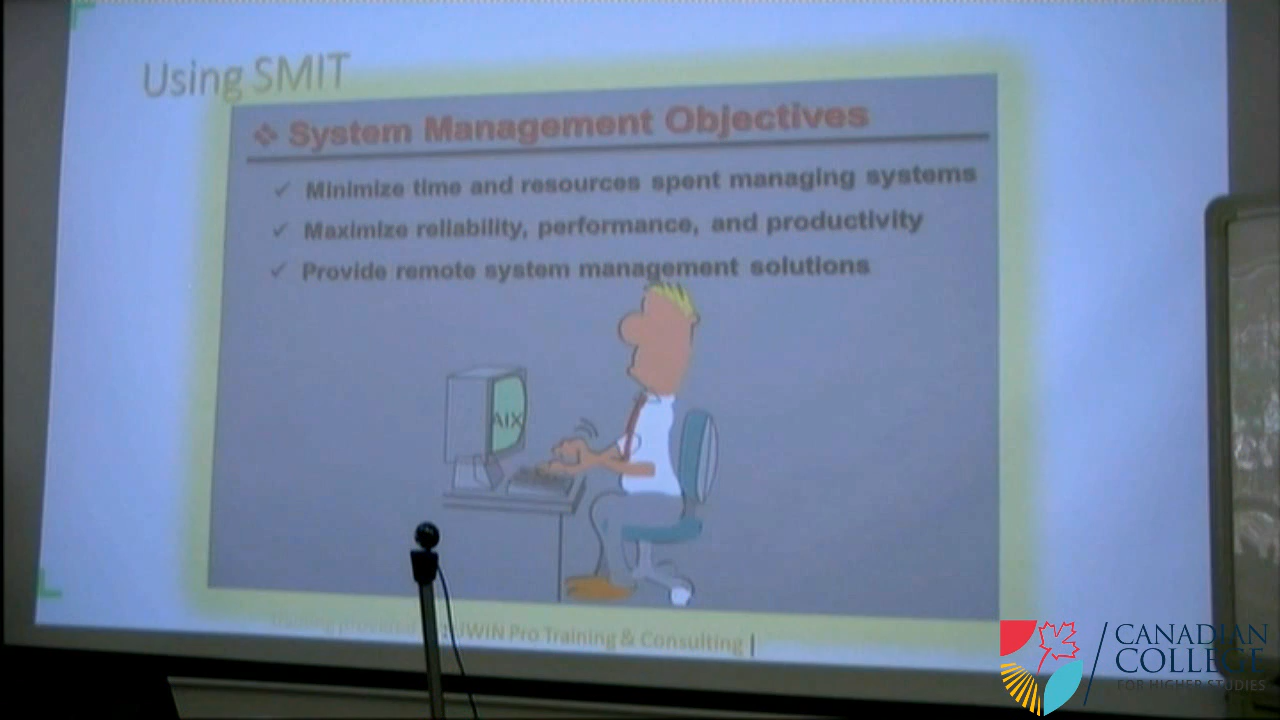 Using SMIT
❖ System Management Objectives
✓ Minimize time and resources spent managing systems
✓ Maximize reliability, performance, and productivity
✓ Provide remote system management solutions
AIX
Training Pro Training & Consulting |
CANADIAN
COLLEGE
FOR HIGHER STUDIES